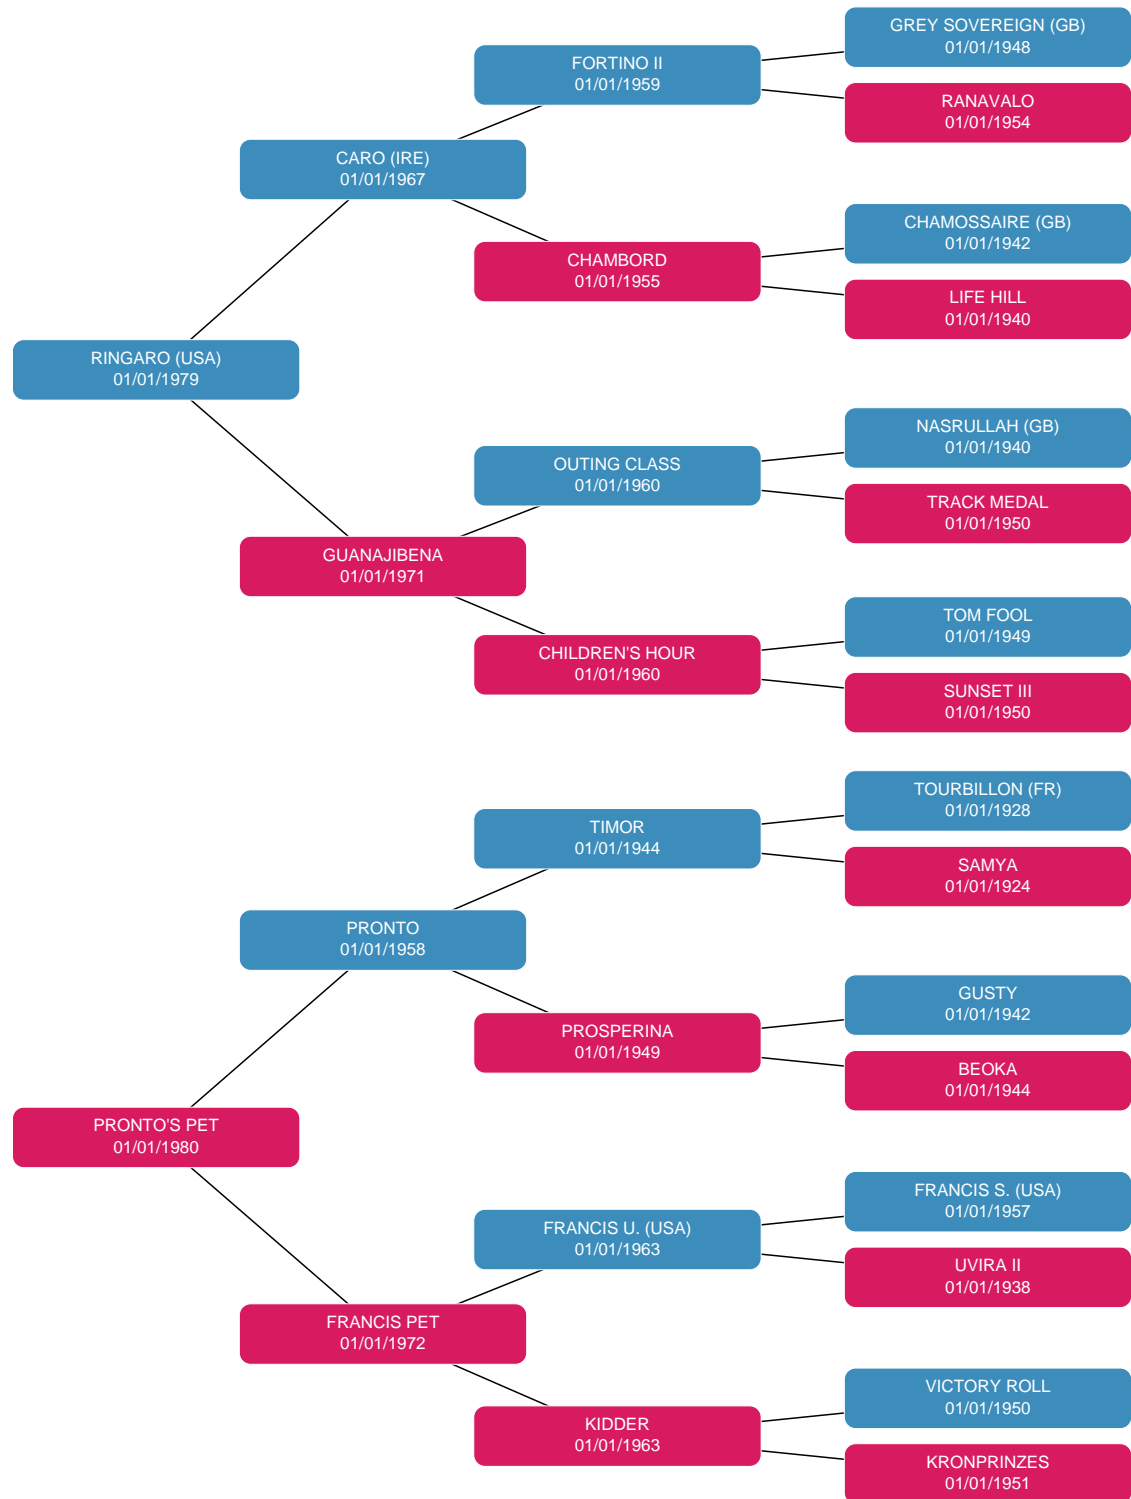 GREY SOVEREIGN (GB)
01/01/1948
FORTINO II
01/01/1959
RANAVALO
01/01/1954
CARO (IRE)
01/01/1967
CHAMOSSAIRE (GB)
01/01/1942
CHAMBORD
01/01/1955
LIFE HILL
01/01/1940
RINGARO (USA)
01/01/1979
NASRULLAH (GB)
01/01/1940
OUTING CLASS
01/01/1960
TRACK MEDAL
01/01/1950
GUANAJIBENA
01/01/1971
TOM FOOL
01/01/1949
CHILDREN'S HOUR
01/01/1960
SUNSET III
01/01/1950
TOURBILLON (FR)
01/01/1928
TIMOR
01/01/1944
SAMYA
01/01/1924
PRONTO
01/01/1958
GUSTY
01/01/1942
PROSPERINA
01/01/1949
BEOKA
01/01/1944
PRONTO'S PET
01/01/1980
FRANCIS S. (USA)
01/01/1957
FRANCIS U. (USA)
01/01/1963
UVIRA II
01/01/1938
FRANCIS PET
01/01/1972
VICTORY ROLL
01/01/1950
KIDDER
01/01/1963
KRONPRINZES
01/01/1951